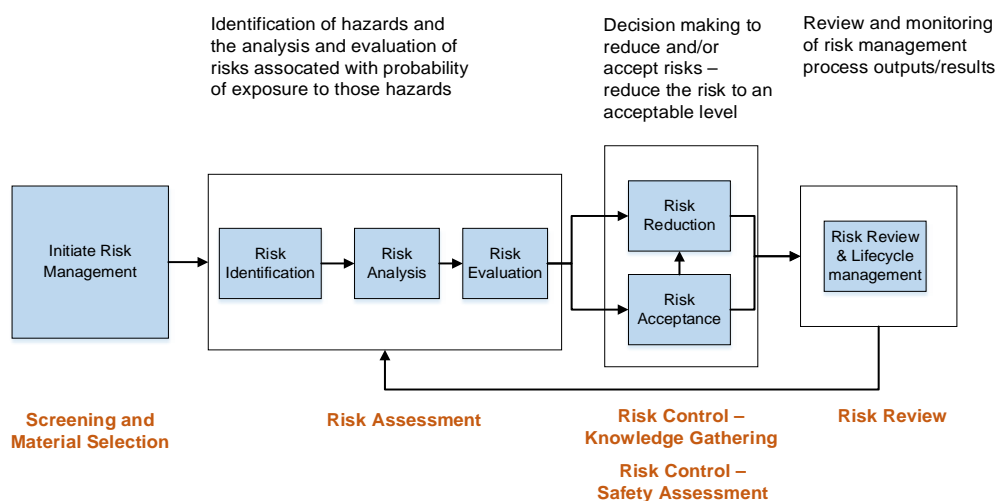 Identification of hazards and
the analysis and evaluation of
risks assocated with probability
of exposure to those hazards
Decision making to
reduce and/or
accept risks –
reduce the risk to an
acceptable level
Review and monitoring
of risk management
process outputs/results
Initiate Risk
Management
Risk
Identification
Risk
Analysis
Risk
Evaluation
Risk
Reduction
Risk
Acceptance
Risk Review
& Lifecycle
management
Screening and
Material Selection
Risk Assessment
Risk Control –
Knowledge Gathering
Risk Control –
Safety Assessment
Risk Review